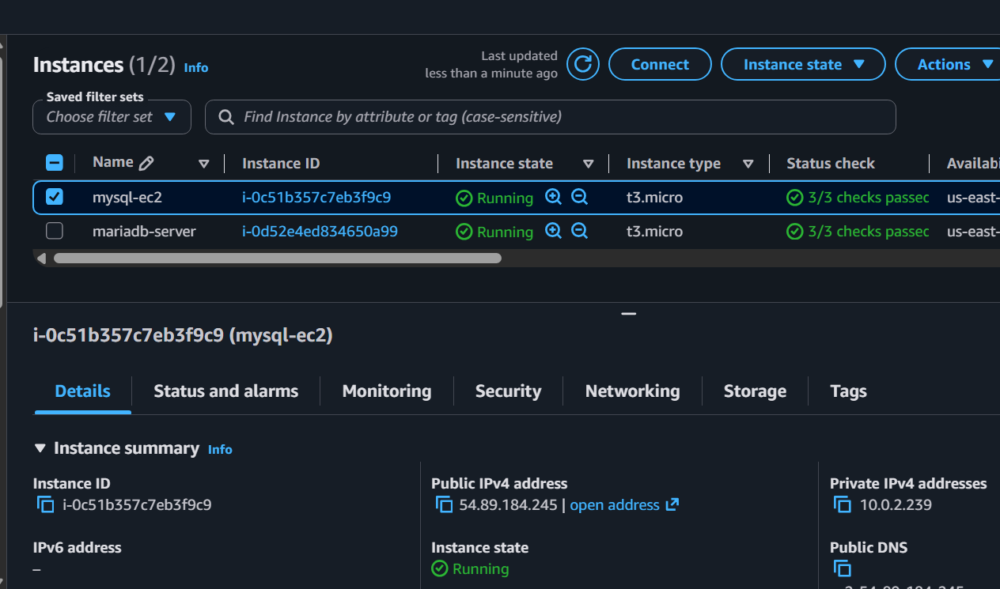 Instances (1/2) Info
Last updated
less than a minute ago
Connect
Instance state
Actions
Saved filter sets
Choose filter set
Find Instance by attribute or tag (case-sensitive)
Name Instance ID Instance state Instance type Status check Availabi
mysql-ec2 i-0c51b357c7eb3f9c9 Running t3.micro 3/3 checks passec us-east-
mariadb-server i-0d52e4ed834650a99 Running t3.micro 3/3 checks passec us-east-
i-0c51b357c7eb3f9c9 (mysql-ec2)
Details Status and alarms Monitoring Security Networking Storage Tags
Instance summary Info
Instance ID
i-0c51b357c7eb3f9c9
Public IPv4 address
54.89.184.245 | open address
Private IPv4 addresses
10.0.2.239
IPv6 address
–
Instance state
Running
Public DNS